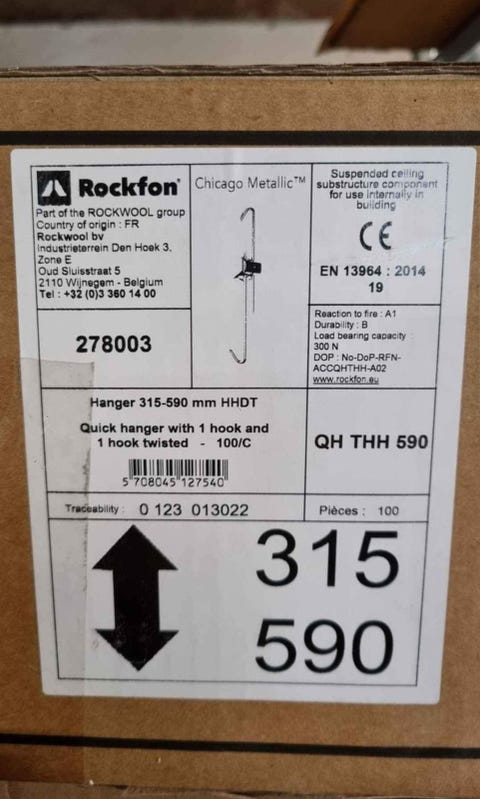 Rockfon®
Part of the ROCKWOOL group
Country of origin : FR
Rockwool bv
Industrieterrein Den Hoek 3,
Zone E
Oud Sluisstraat 5
2110 Wijnegem - Belgium
Tel : +32 (0)3 360 14 00
278003
Chicago Metallic™
Suspended ceiling
substructure component
for use internally in
building
CE
EN 13964 : 2014
19
Reaction to fire : A1
Durability : B
Load bearing capacity :
300 N
DOP : No-DoP-RFN-
ACCQHTHH-A02
www.rockfon.eu
Hanger 315-590 mm HHDT
Quick hanger with 1 hook and
1 hook twisted - 100/C
5 708045 127540
QH THH 590
Traceability : 0 123 013022
Pièces : 100
315
590